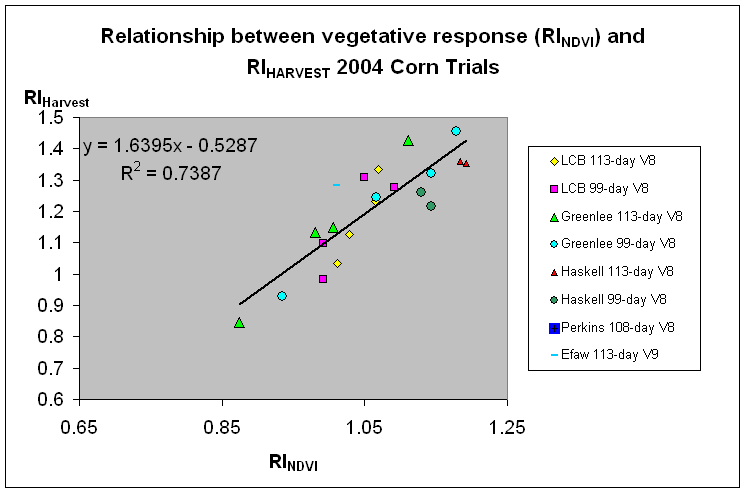 Relationship between vegetative response (RINDVI) and
RIHARVEST 2004 Corn Trials
RIHarvest
1.5
y = 1.6395x - 0.5287
R2 = 0.7387
1.4
1.3
1.2
1.1
1
0.9
0.8
0.7
0.6
0.65
0.85
1.05
1.25
RINDVI
LCB 113-day V8
LCB 99-day V8
Greenlee 113-day V8
Greenlee 99-day V8
Haskell 113-day V8
Haskell 99-day V8
Perkins 108-day V8
Efaw 113-day V9